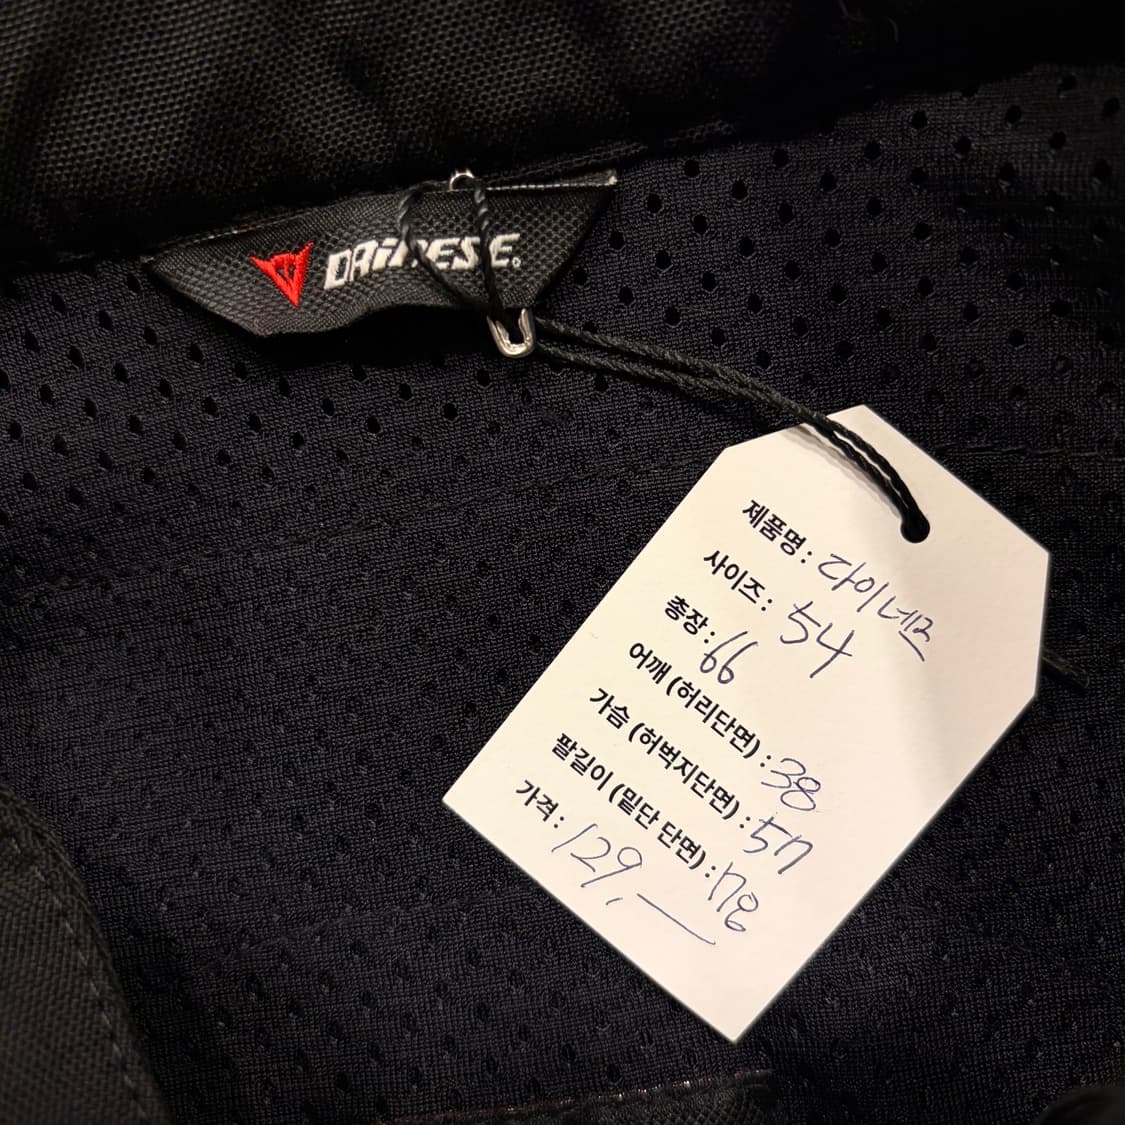 DAiNESE
제품명 : 다이네즈
사이즈 : 54
총장 : 66
어깨 (허리단면) : 38
가슴 (허벅지단면) : 57
팔길이 (밑단 단면) : 78
가격 : 129,—